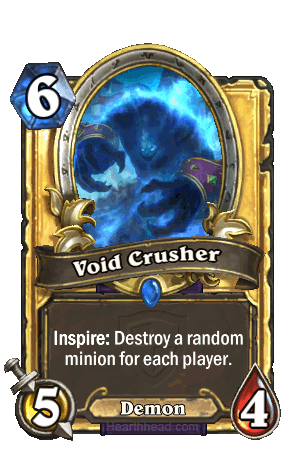 6
Void Crusher
Inspire: Destroy a random
minion for each player.
5
Demon
4
Hearthhead.com